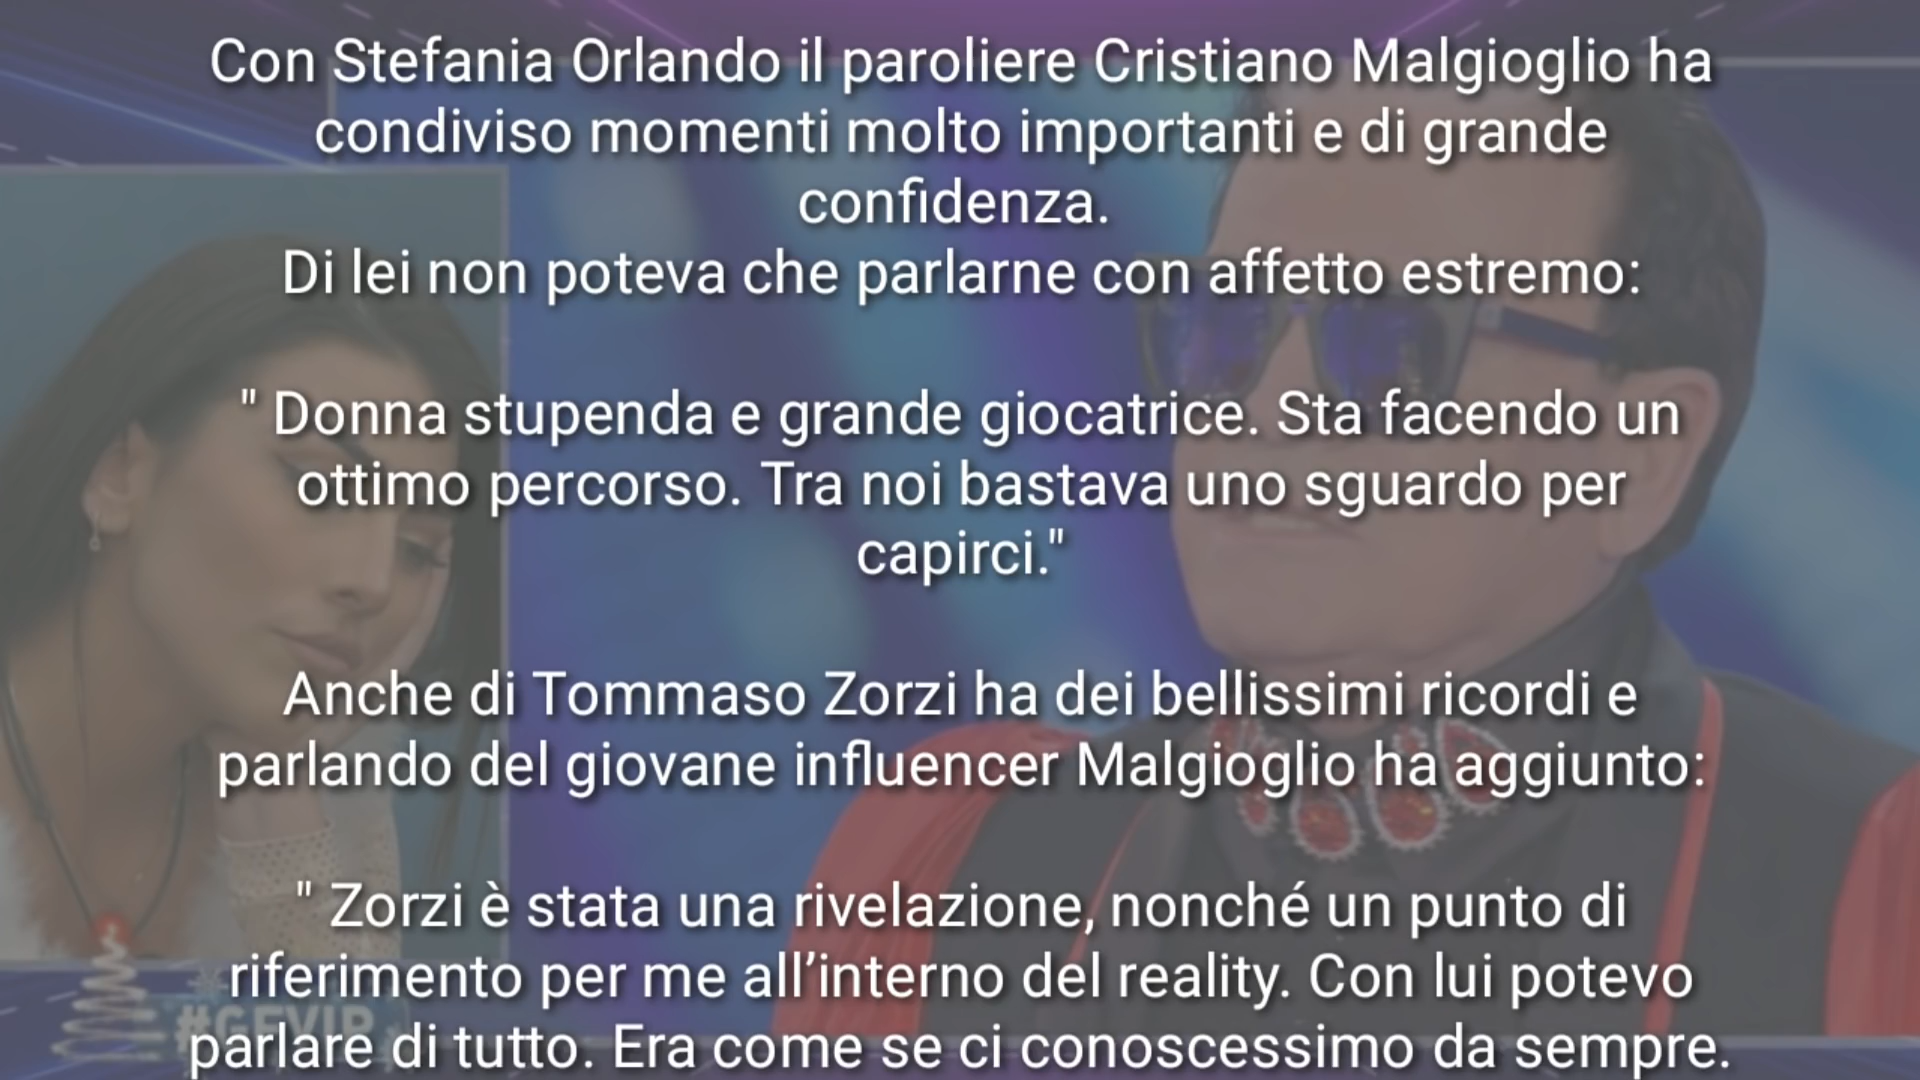 Con Stefania Orlando il paroliere Cristiano Malgioglio ha
condiviso momenti molto importanti e di grande
confidenza.
Di lei non poteva che parlarne con affetto estremo:
" Donna stupenda e grande giocatrice. Sta facendo un
ottimo percorso. Tra noi bastava uno sguardo per
capirci."
Anche di Tommaso Zorzi ha dei bellissimi ricordi e
parlando del giovane influencer Malgioglio ha aggiunto:
" Zorzi è stata una rivelazione, nonché un punto di
riferimento per me all’interno del reality. Con lui potevo
#GFVIP
parlare di tutto. Era come se ci conoscessimo da sempre.